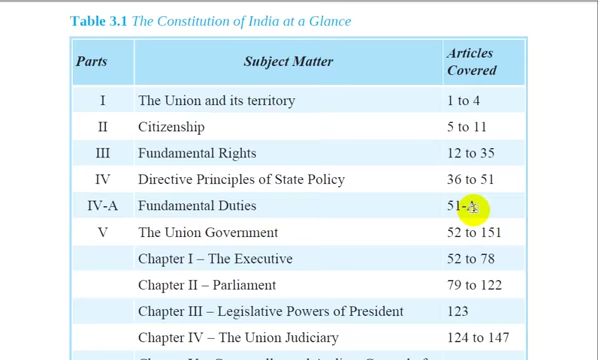 Table 3.1 The Constitution of India at a Glance
Parts Subject Matter Articles Covered
I The Union and its territory 1 to 4
II Citizenship 5 to 11
III Fundamental Rights 12 to 35
IV Directive Principles of State Policy 36 to 51
IV-A Fundamental Duties 51-A
V The Union Government 52 to 151
Chapter I – The Executive 52 to 78
Chapter II – Parliament 79 to 122
Chapter III – Legislative Powers of President 123
Chapter IV – The Union Judiciary 124 to 147